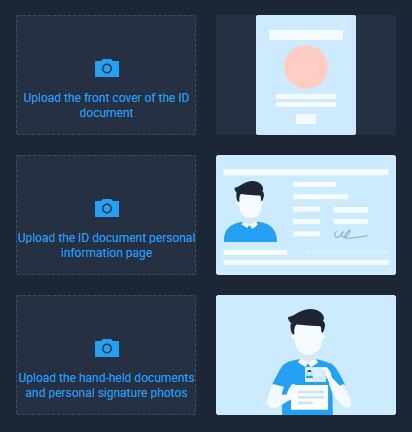 Upload the front cover of the ID
document
Upload the ID document personal
information page
Upload the hand-held documents
and personal signature photos